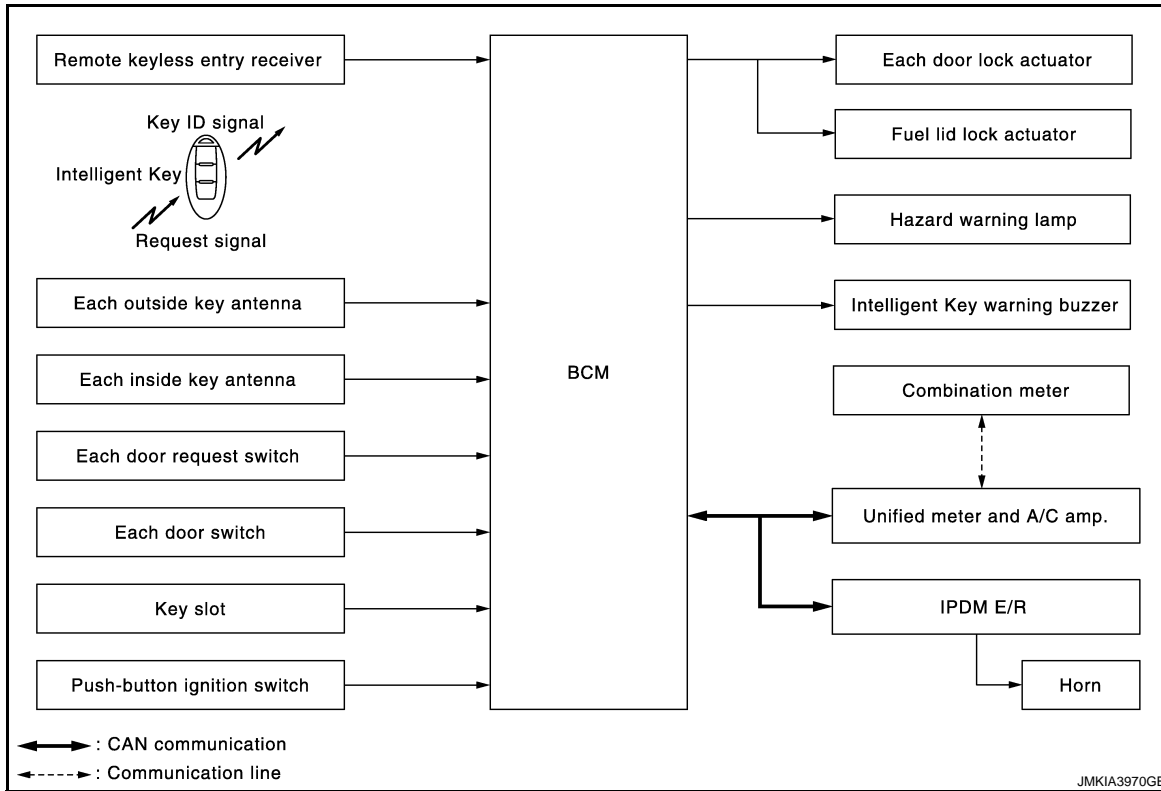 Remote keyless entry receiver
Key ID signal
Intelligent Key
Request signal
Each outside key antenna
Each inside key antenna
Each door request switch
Each door switch
Key slot
Push-button ignition switch
BCM
Each door lock actuator
Fuel lid lock actuator
Hazard warning lamp
Intelligent Key warning buzzer
Combination meter
Unified meter and A/C amp.
IPDM E/R
Horn
: CAN communication
: Communication line
JMKIA3970GB